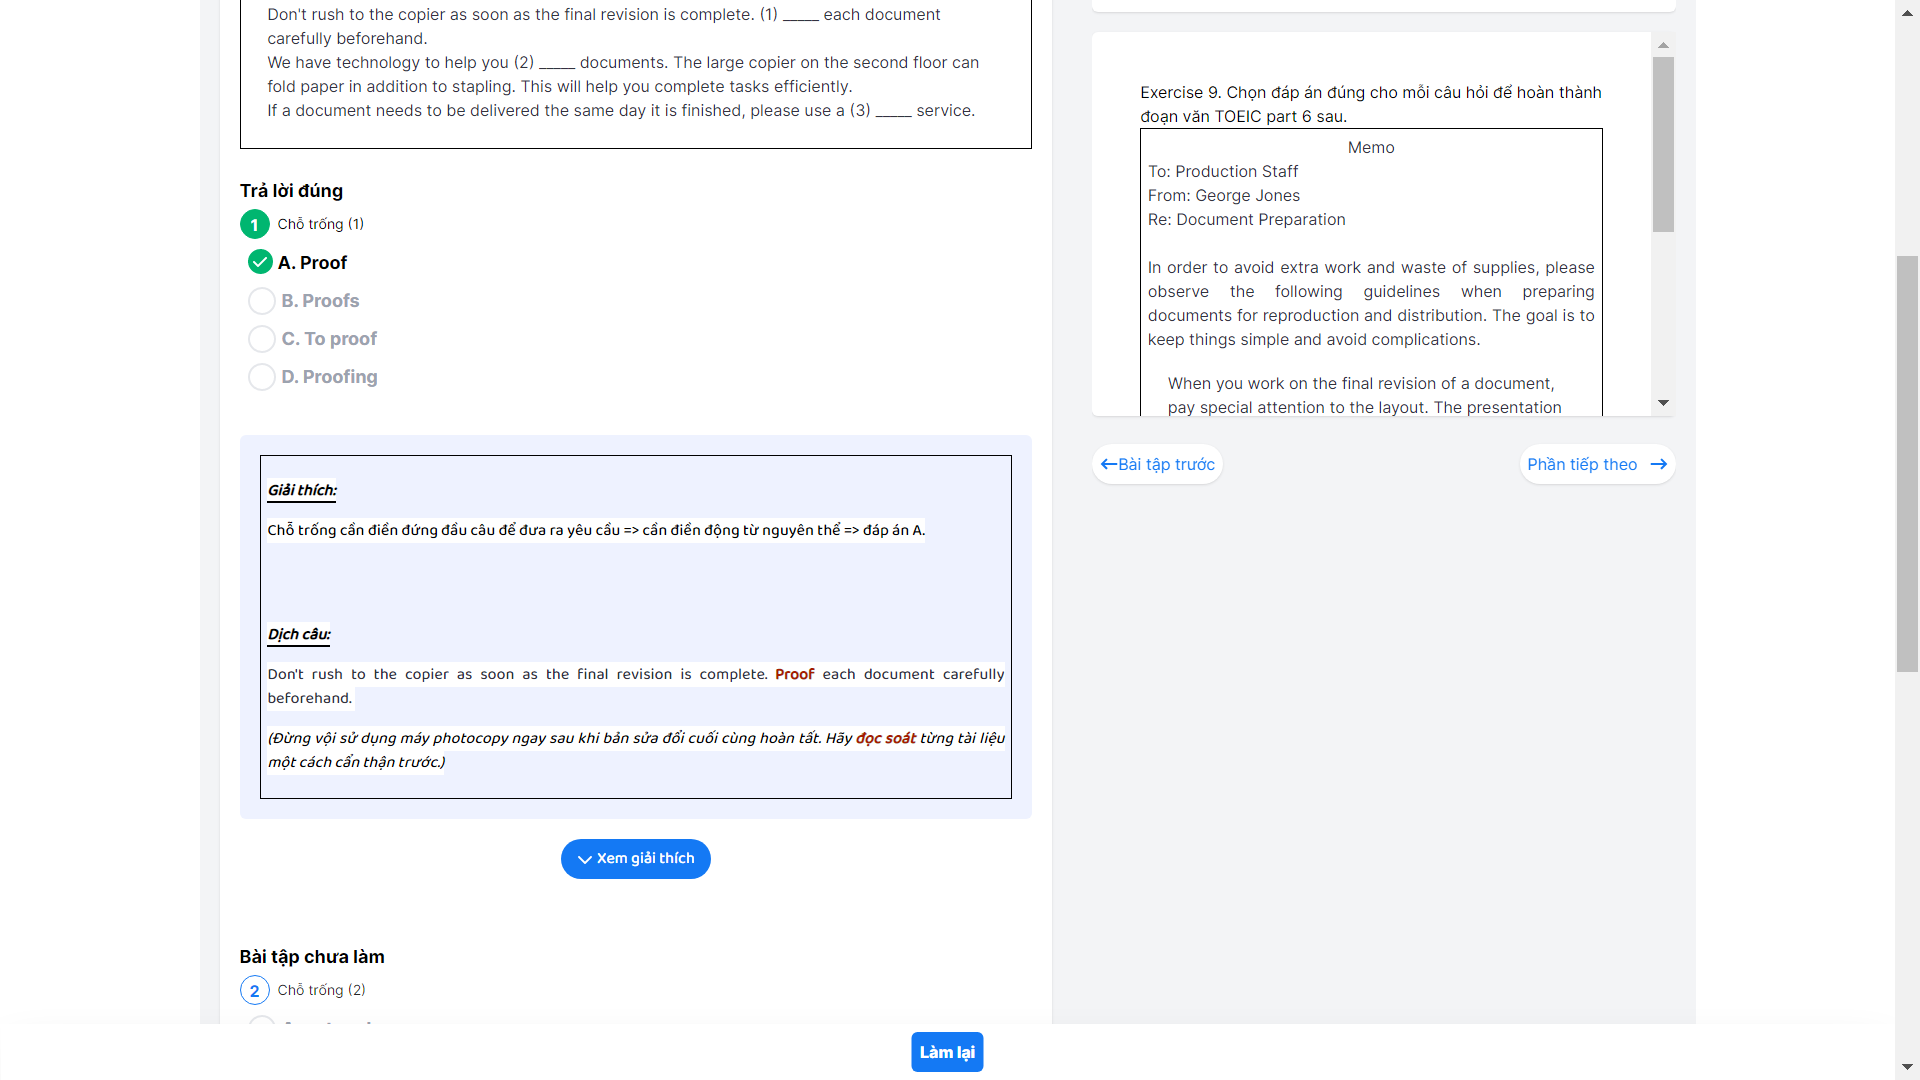 Don't rush to the copier as soon as the final revision is complete. (1) _____ each document
carefully beforehand.
We have technology to help you (2) _____ documents. The large copier on the second floor can
fold paper in addition to stapling. This will help you complete tasks efficiently.
If a document needs to be delivered the same day it is finished, please use a (3) _____ service.
Trả lời đúng
1 Chỗ trống (1)
A. Proof
B. Proofs
C. To proof
D. Proofing
Giải thích:
Chỗ trống cần điền đứng đầu câu để đưa ra yêu cầu => cần điền động từ nguyên thể => đáp án A.
Dịch câu:
Don't rush to the copier as soon as the final revision is complete. Proof each document carefully
beforehand.
(Đừng vội sử dụng máy photocopy ngay sau khi bản sửa đổi cuối cùng hoàn tất. Hãy đọc soát từng tài liệu
một cách cẩn thận trước.)
Xem giải thích
Bài tập chưa làm
2 Chỗ trống (2)
Exercise 9. Chọn đáp án đúng cho mỗi câu hỏi để hoàn thành
đoạn văn TOEIC part 6 sau.
Memo
To: Production Staff
From: George Jones
Re: Document Preparation
In order to avoid extra work and waste of supplies, please
observe the following guidelines when preparing
documents for reproduction and distribution. The goal is to
keep things simple and avoid complications.
When you work on the final revision of a document,
pay special attention to the layout. The presentation
Bài tập trước
Phần tiếp theo
Làm lại